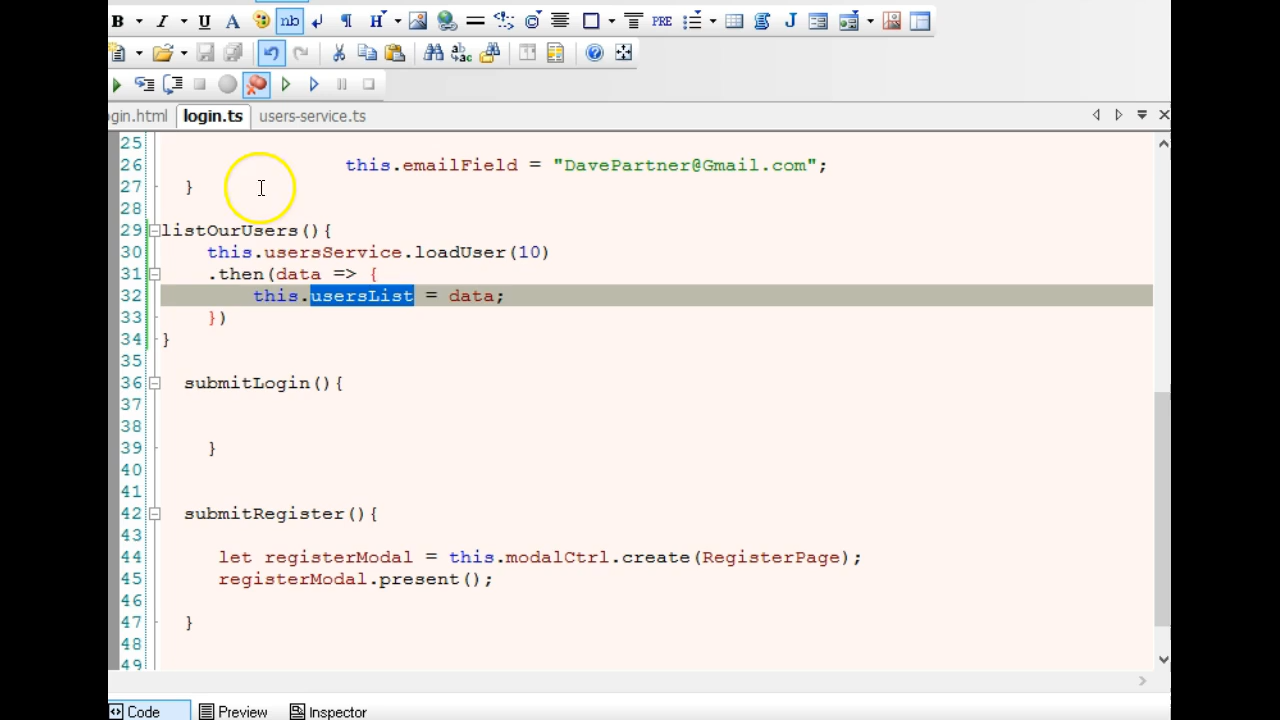 B I U A nb ¶ H PRE J
gin.html login.ts users-service.ts
25
26 this.emailField = "DavePartner@Gmail.com";
27 }
28
29 listOurUsers(){
30 this.usersService.loadUser(10)
31 .then(data => {
32 this.usersList = data;
33 })
34 }
35
36 submitLogin(){
37
38
39 }
40
41
42 submitRegister(){
43
44 let registerModal = this.modalCtrl.create(RegisterPage);
45 registerModal.present();
46
47 }
48
49
Code Preview Inspector